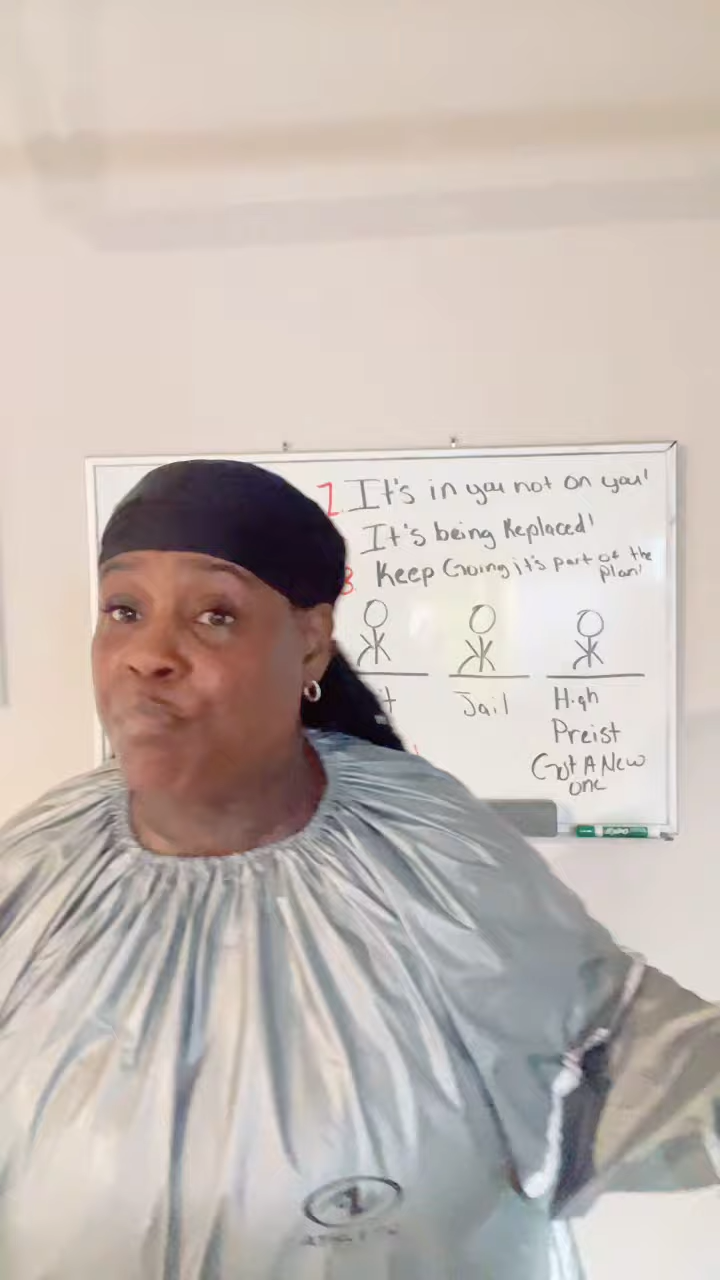 It's in you not on you!
It's being Replaced!
3. Keep Going it's part of the
plan!
Jail
High
Preist
Got A New
one
EXPO